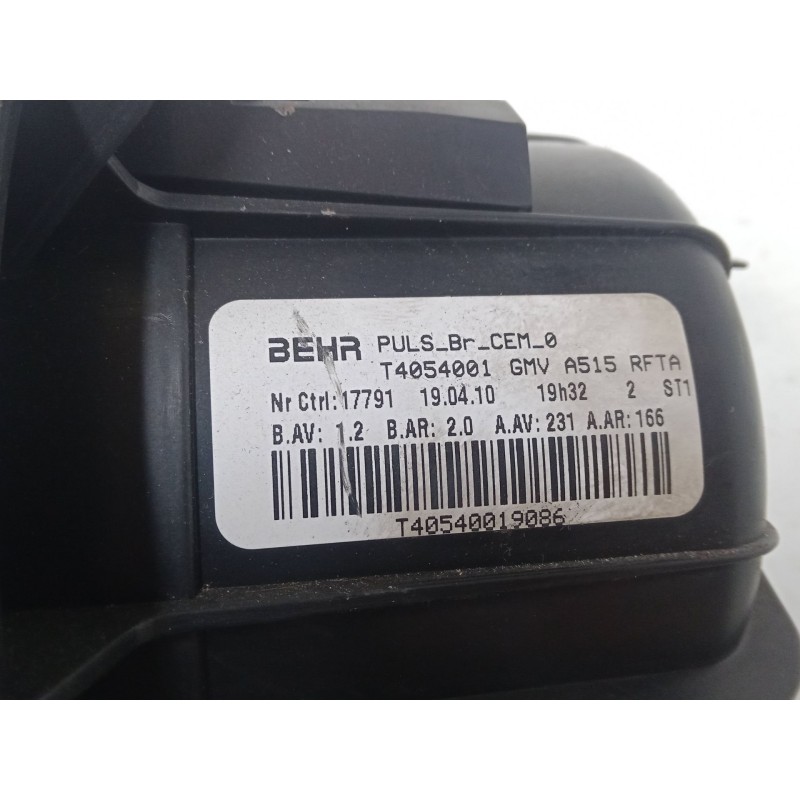 BEHR PULS_Br_CEM_0
T4054001 GMV A515 RFTA
Nr Ctrl:17791 19.04.10 19h32 2 ST1
B.AV: 1.2 B.AR: 2.0 A.AV:231 A.AR:166
T40540019086